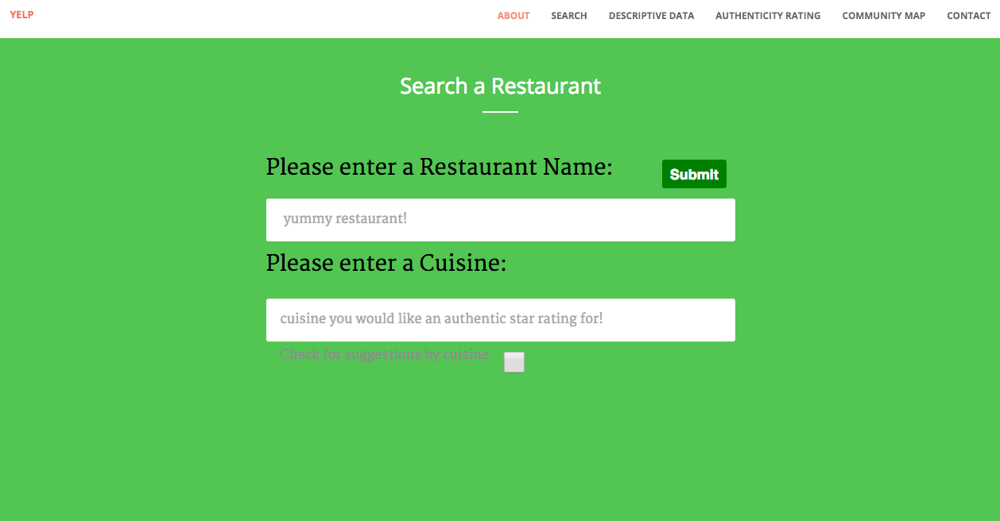 YELP
ABOUT SEARCH DESCRIPTIVE DATA AUTHENTICITY RATING COMMUNITY MAP CONTACT
Search a Restaurant
Please enter a Restaurant Name:
Submit
yummy restaurant!
Please enter a Cuisine:
cuisine you would like an authentic star rating for!
Check for suggestions by cuisine